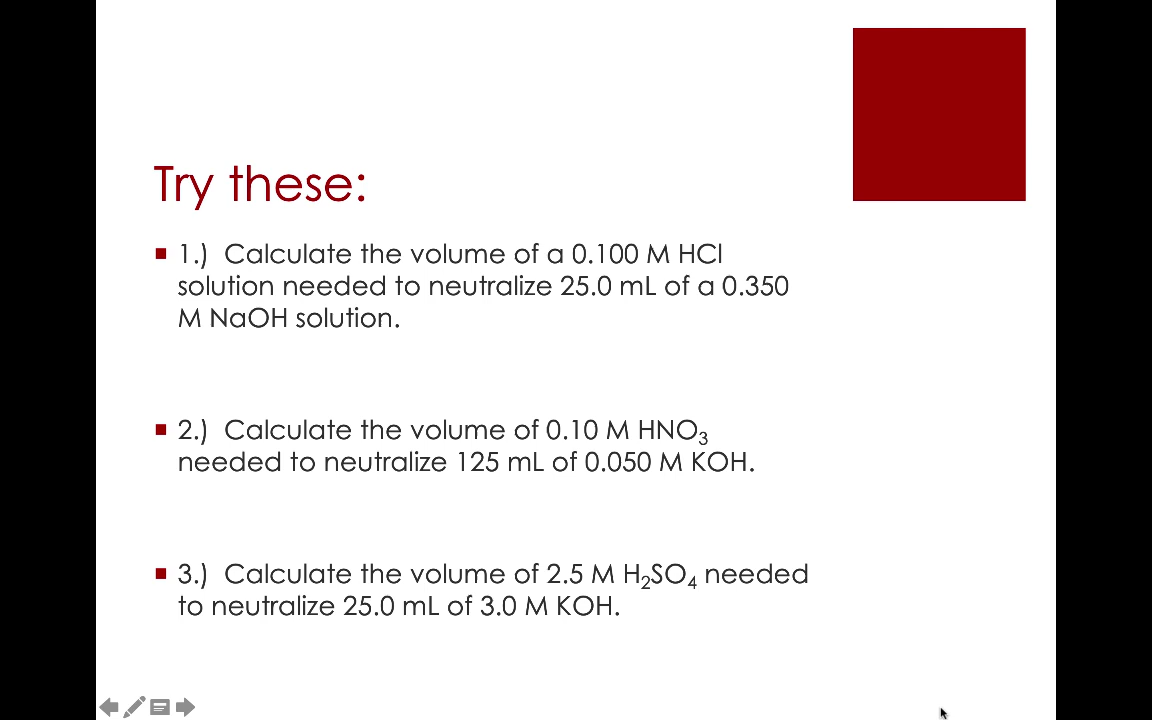 Try these:
1.) Calculate the volume of a 0.100 M HCl
solution needed to neutralize 25.0 mL of a 0.350
M NaOH solution.
2.) Calculate the volume of 0.10 M HNO₃
needed to neutralize 125 mL of 0.050 M KOH.
3.) Calculate the volume of 2.5 M H₂SO₄ needed
to neutralize 25.0 mL of 3.0 M KOH.